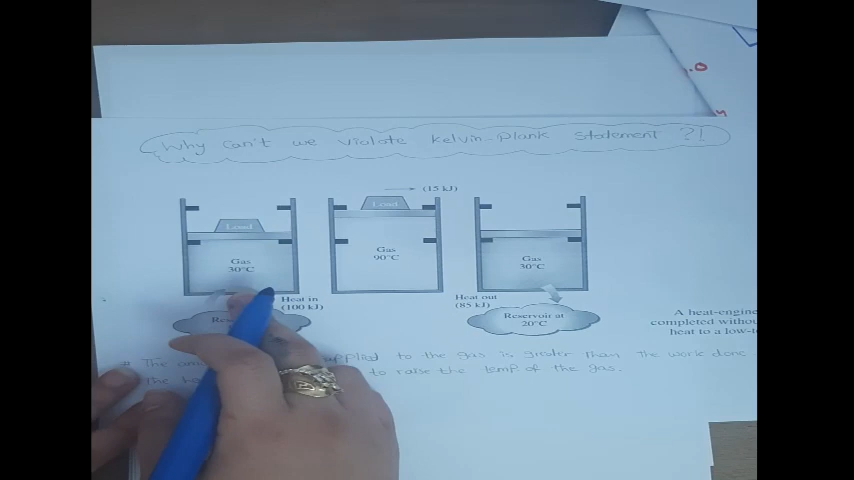 Why can't we violate kelvin-plank statement ?!
(15 kJ)
Load
Load
Gas
30°C
Gas
90°C
Gas
30°C
Heat in
(100 kJ)
Heat out
(85 kJ)
Reservoir at
20°C
A heat-engine
completed without
heat to a low-t
# The applied to the gas is greater than the work done
The to raise the temp of the gas.